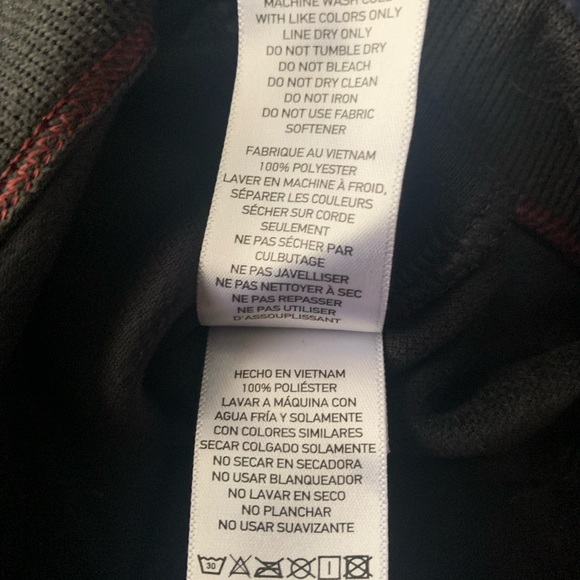 MACHINE WASH COLD
WITH LIKE COLORS ONLY
LINE DRY ONLY
DO NOT TUMBLE DRY
DO NOT BLEACH
DO NOT DRY CLEAN
DO NOT IRON
DO NOT USE FABRIC
SOFTENER
FABRIQUE AU VIETNAM
100% POLYESTER
LAVER EN MACHINE À FROID,
SÉPARER LES COULEURS
SÉCHER SUR CORDE
SEULEMENT
NE PAS SÉCHER PAR
CULBUTAGE
NE PAS JAVELLISER
NE PAS NETTOYER À SEC
NE PAS REPASSER
NE PAS UTILISER
D'ASSOUPLISSANT
HECHO EN VIETNAM
100% POLIÉSTER
LAVAR A MÁQUINA CON
AGUA FRÍA Y SOLAMENTE
CON COLORES SIMILARES
SECAR COLGADO SOLAMENTE
NO SECAR EN SECADORA
NO USAR BLANQUEADOR
NO LAVAR EN SECO
NO PLANCHAR
NO USAR SUAVIZANTE
30